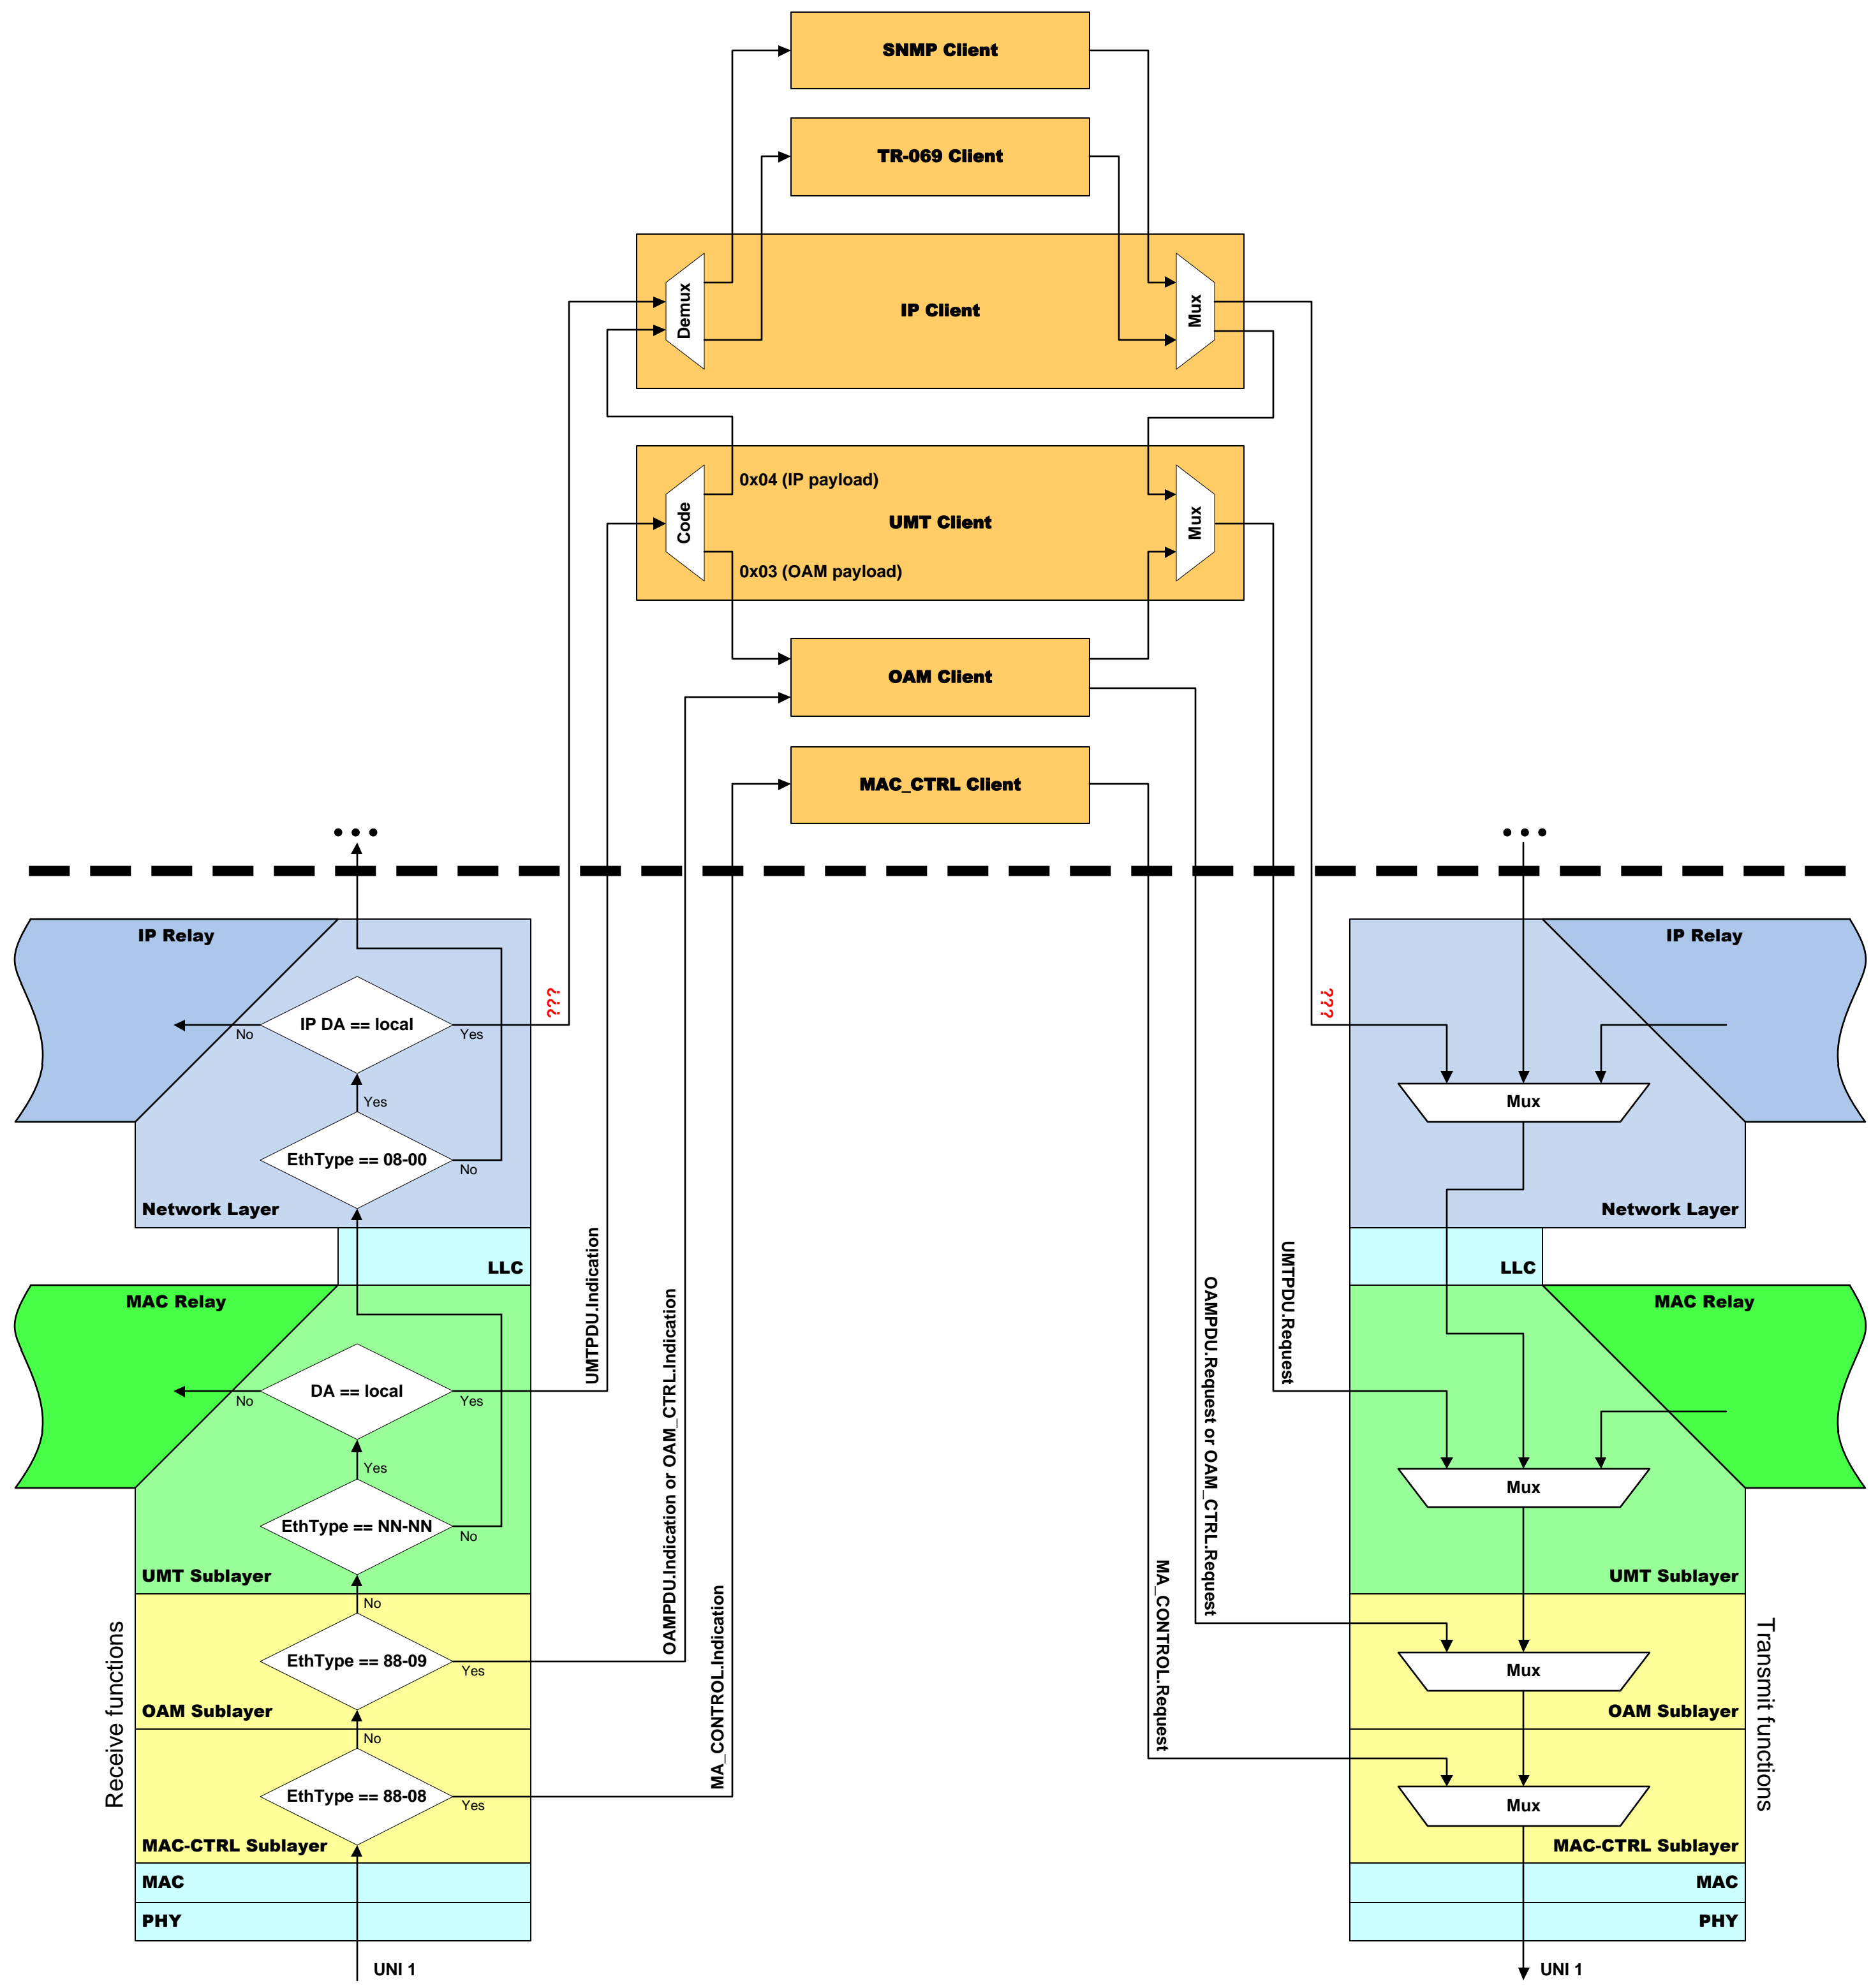 SNMP Client
TR-069 Client
Demux
IP Client
Mux
0x04 (IP payload)
Code
UMT Client
Mux
0x03 (OAM payload)
OAM Client
MAC_CTRL Client
IP Relay
???
IP DA == local
No
Yes
Yes
EthType == 08-00
No
Network Layer
LLC
MAC Relay
DA == local
No
Yes
Yes
EthType == NN-NN
No
UMT Sublayer
No
EthType == 88-09
Yes
OAM Sublayer
No
EthType == 88-08
Yes
MAC-CTRL Sublayer
MAC
PHY
UNI 1
Receive functions
UMTPDU.Indication
OAMPDU.Indication or OAM_CTRL.Indication
MA_CONTROL.Indication
MA_CONTROL.Request
OAMPDU.Request or OAM_CTRL.Request
UMTPDU.Request
???
IP Relay
Mux
Network Layer
LLC
MAC Relay
Mux
UMT Sublayer
Mux
OAM Sublayer
Mux
MAC-CTRL Sublayer
MAC
PHY
UNI 1
Transmit functions